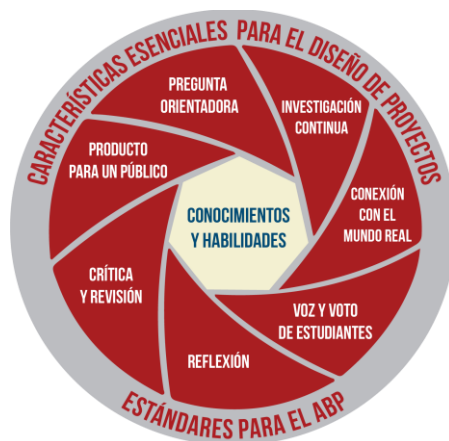 CARACTERÍSTICAS ESENCIALES PARA EL DISEÑO DE PROYECTOS
PREGUNTA
ORIENTADORA
INVESTIGACIÓN
CONTINUA
CONEXIÓN
CON EL
MUNDO REAL
VOZ Y VOTO
DE ESTUDIANTES
REFLEXIÓN
CRÍTICA
Y REVISIÓN
PRODUCTO
PARA UN PÚBLICO
CONOCIMIENTOS
Y HABILIDADES
ESTÁNDARES PARA EL ABP